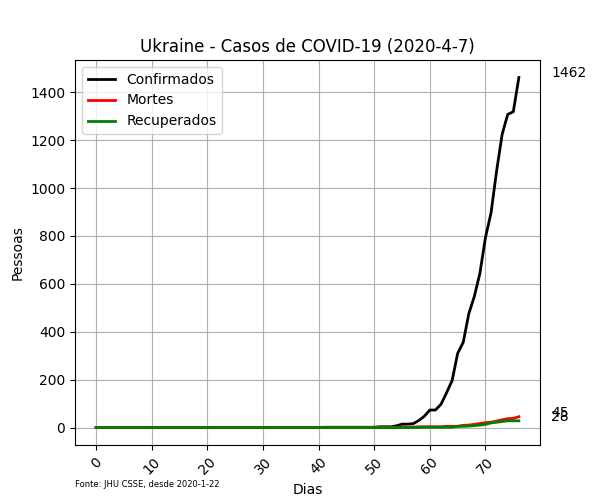 Ukraine - Casos de COVID-19 (2020-4-7)
Confirmados
Mortes
Recuperados
1462
45
28
Pessoas
1400
1200
1000
800
600
400
200
0
0 10 20 30 40 50 60 70
Dias
Fonte: JHU CSSE, desde 2020-1-22